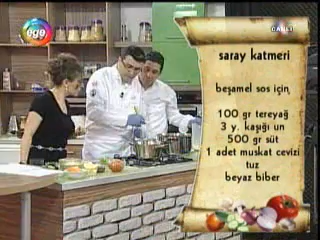 ege
CANLI
saray katmeri
beşamel sos için
100 gr tereyağ
3 y. kaşığı un
500 gr süt
1 adet muskat cevizi
tuz
beyaz biber